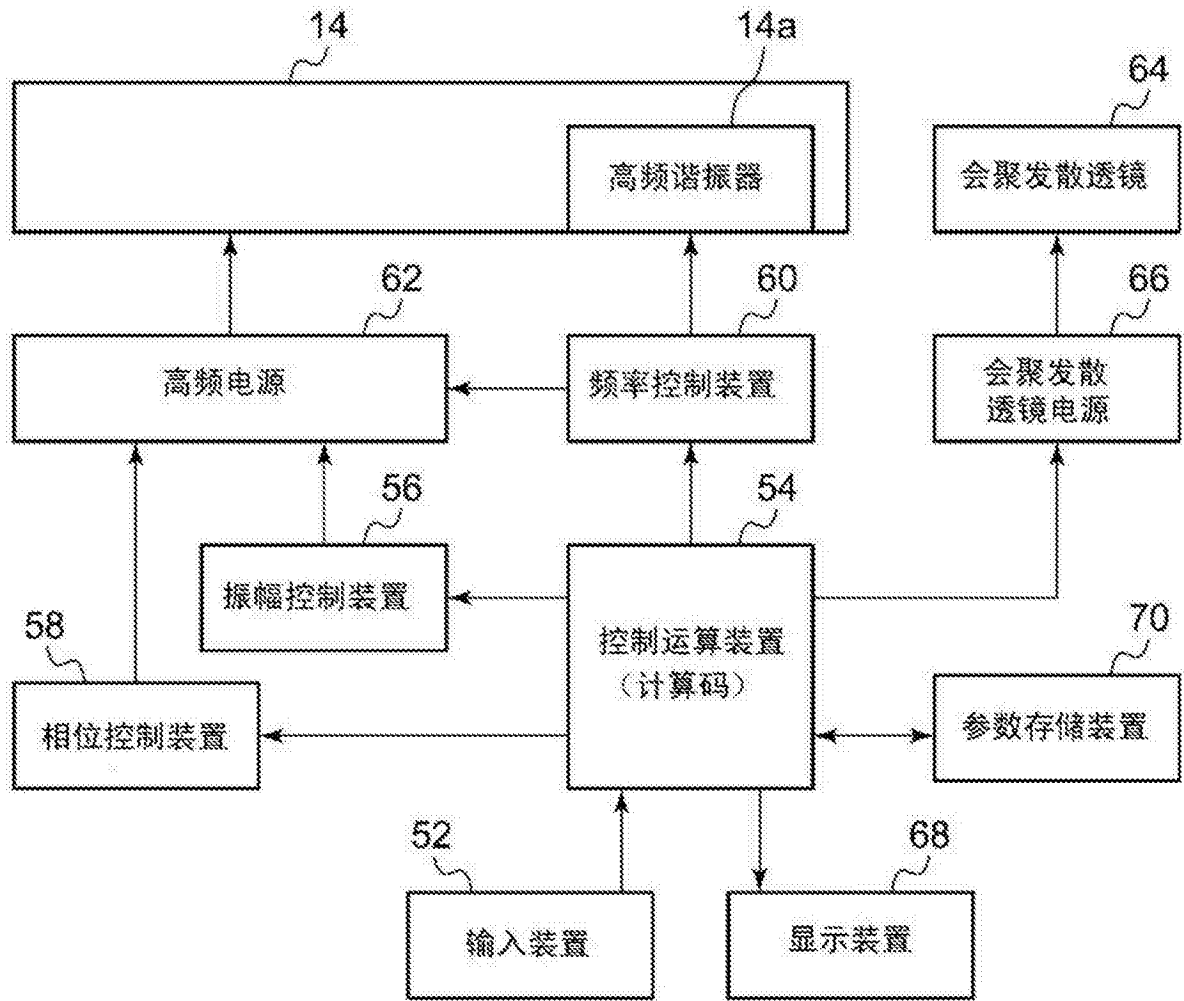 14
14a
64
高频谐振器
会聚发散透镜
62
60
66
高频电源
频率控制装置
会聚发散
透镜电源
56
54
振幅控制装置
58
控制运算装置
（计算码）
70
相位控制装置
参数存储装置
52
68
输入装置
显示装置